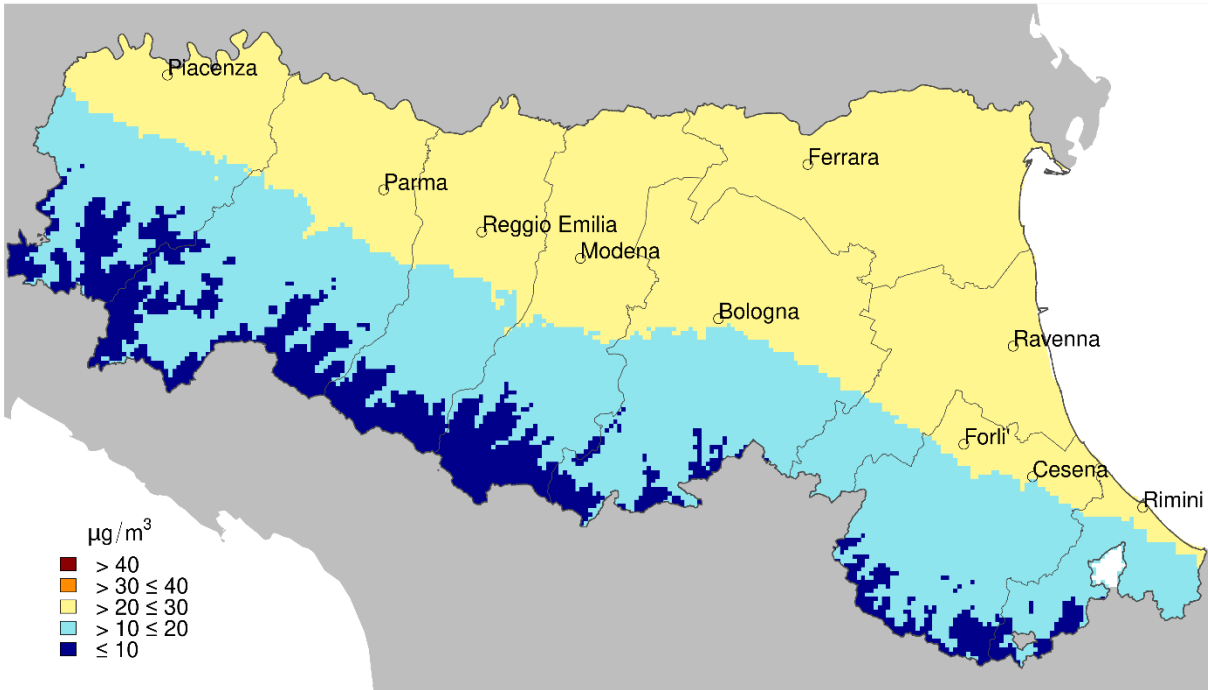 Piacenza
Ferrara
Parma
Reggio Emilia
Modena
Bologna
Ravenna
Forli'
Cesena
Rimini
μg/m³
> 40
> 30 ≤ 40
> 20 ≤ 30
> 10 ≤ 20
≤ 10